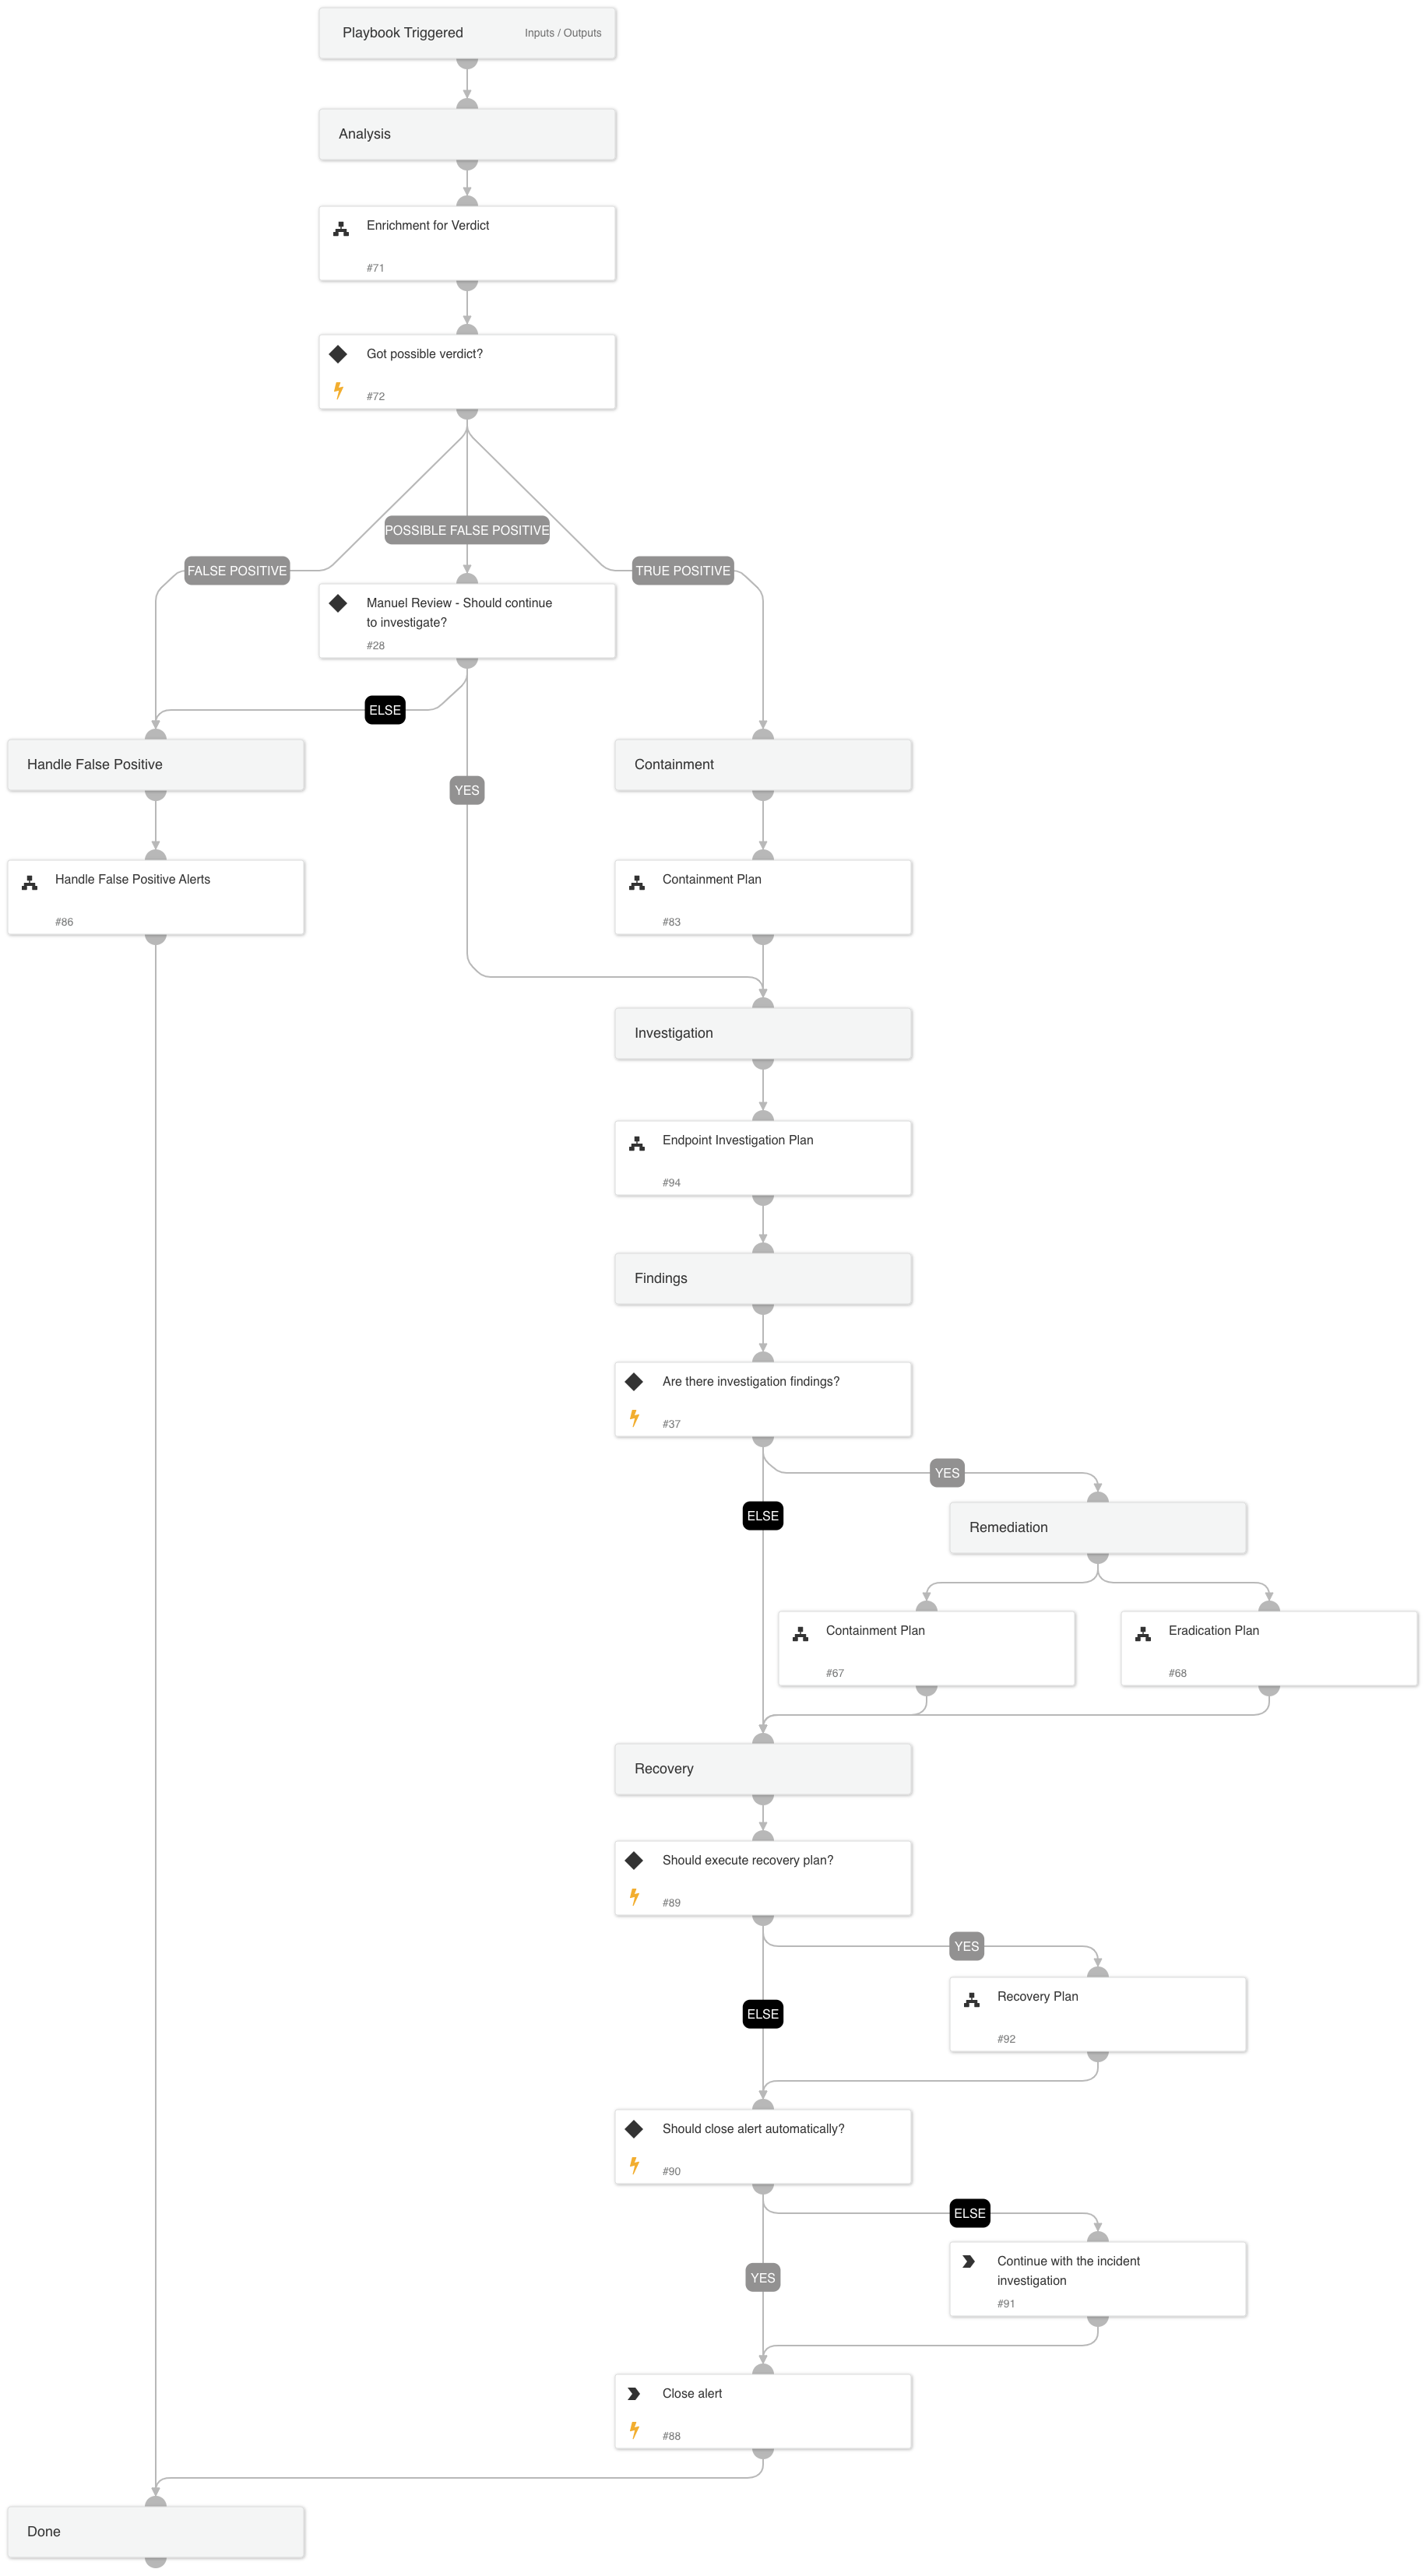 Playbook Triggered
Inputs / Outputs
Analysis
Enrichment for Verdict
#71
Got possible verdict?
#72
POSSIBLE FALSE POSITIVE
FALSE POSITIVE
TRUE POSITIVE
Manuel Review - Should continue
to investigate?
#28
ELSE
Handle False Positive
Containment
YES
Handle False Positive Alerts
#86
Containment Plan
#83
Investigation
Endpoint Investigation Plan
#94
Findings
Are there investigation findings?
#37
YES
ELSE
Remediation
Containment Plan
#67
Eradication Plan
#68
Recovery
Should execute recovery plan?
#89
YES
ELSE
Recovery Plan
#92
Should close alert automatically?
#90
ELSE
YES
Continue with the incident
investigation
#91
Close alert
#88
Done